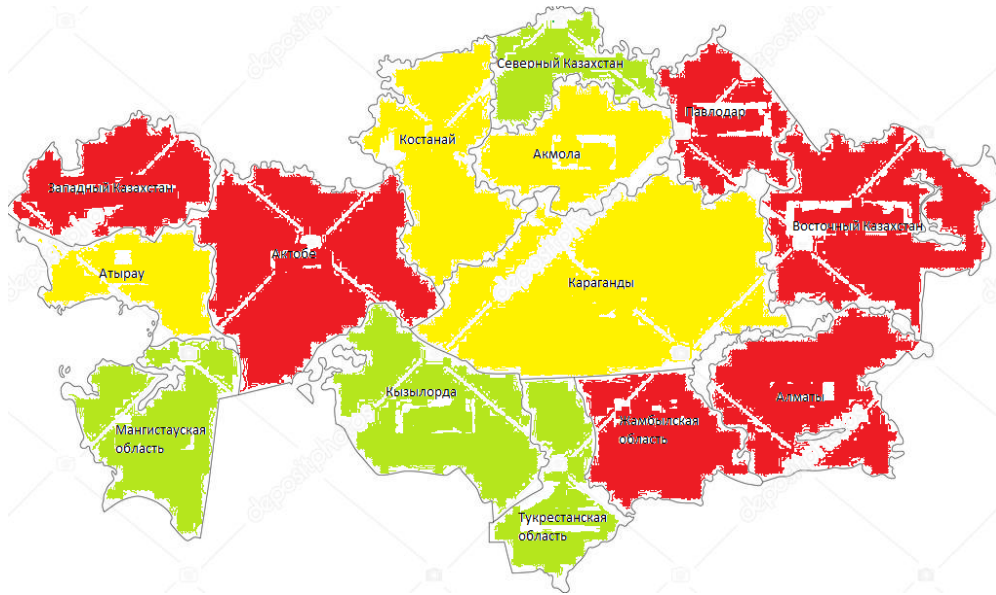 Северный Казахстан
Павлодар
Костанай
Акмола
Западный Казахстан
Восточный Казахстан
Актобе
Атырау
Караганды
Кызылорда
Алматы
Мангистауская
область
Жамбылская
область
Тукрестанская
область